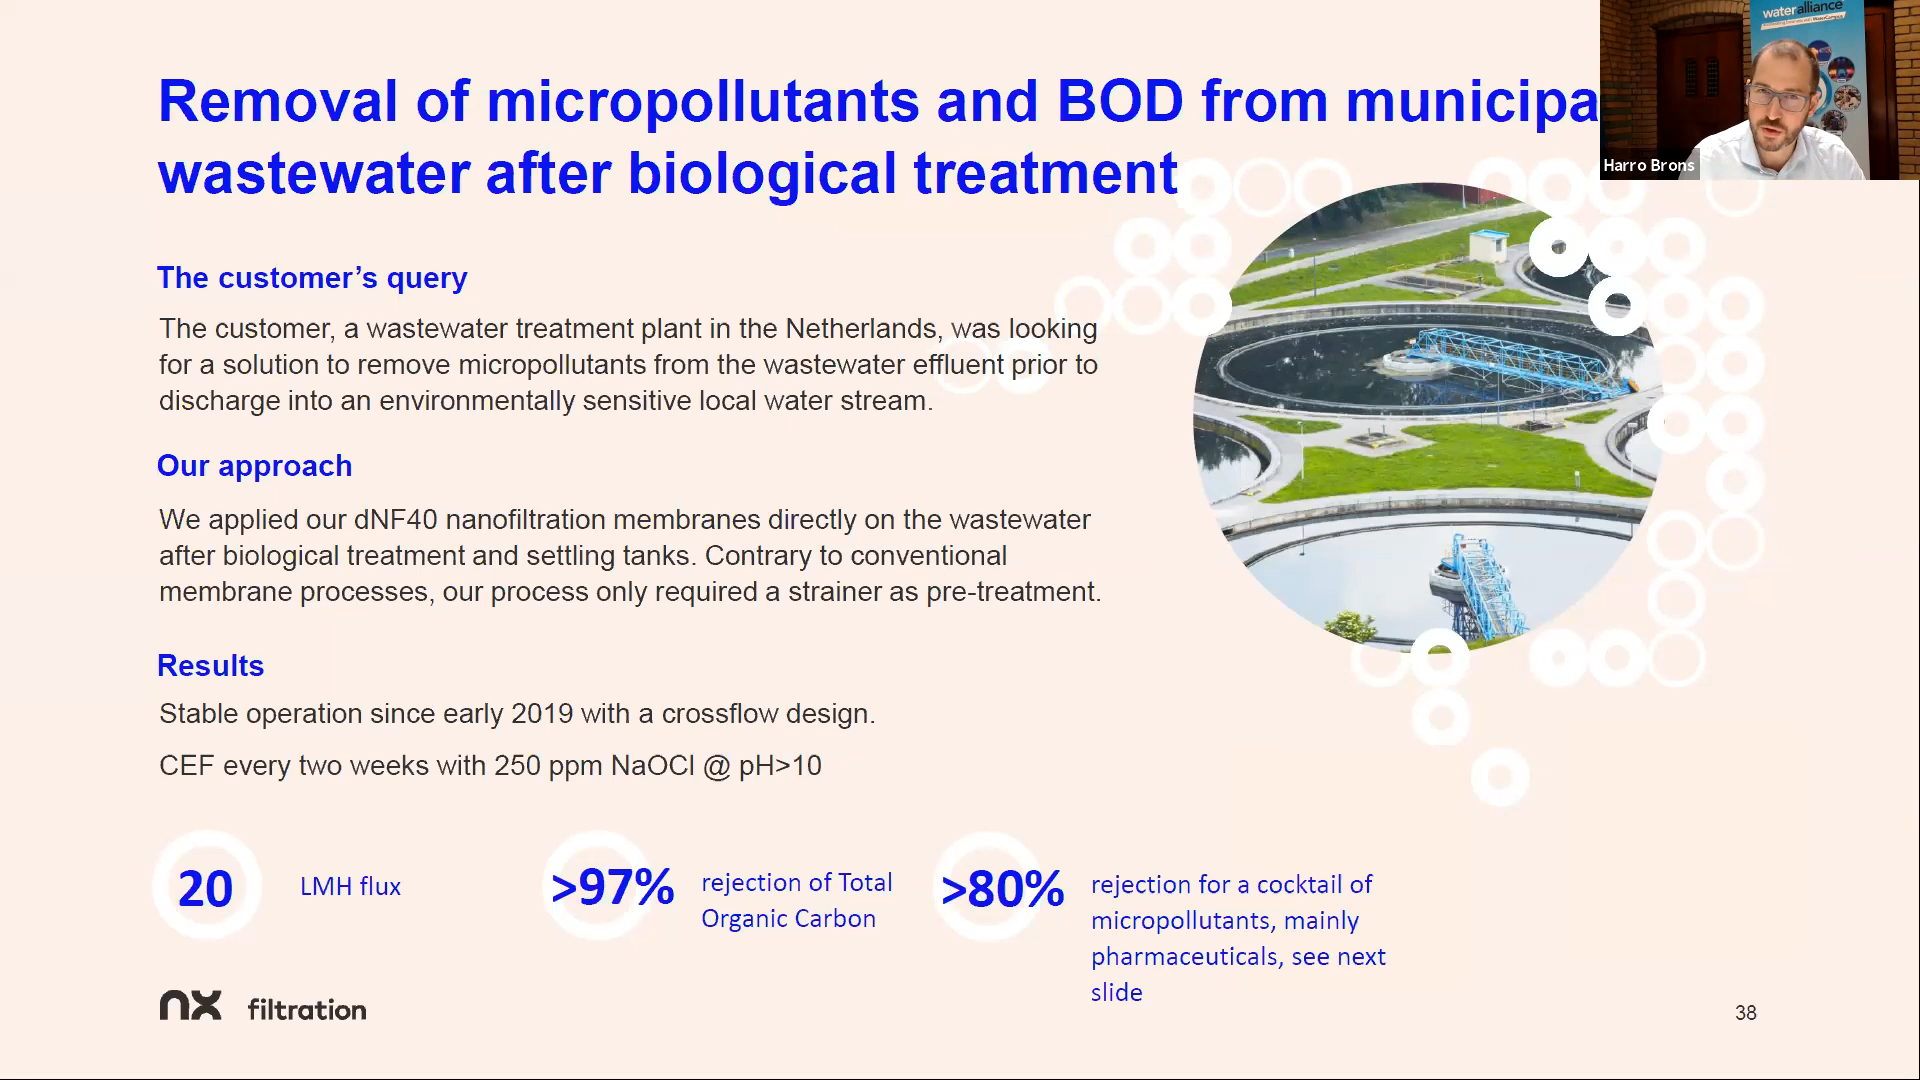 Removal of micropollutants and BOD from municipa
wastewater after biological treatment
wateralliance
Harro Brons
The customer’s query
The customer, a wastewater treatment plant in the Netherlands, was looking
for a solution to remove micropollutants from the wastewater effluent prior to
discharge into an environmentally sensitive local water stream.
Our approach
We applied our dNF40 nanofiltration membranes directly on the wastewater
after biological treatment and settling tanks. Contrary to conventional
membrane processes, our process only required a strainer as pre-treatment.
Results
Stable operation since early 2019 with a crossflow design.
CEF every two weeks with 250 ppm NaOCl @ pH>10
20
LMH flux
>97%
rejection of Total
Organic Carbon
>80%
rejection for a cocktail of
micropollutants, mainly
pharmaceuticals, see next
slide
nx filtration
38